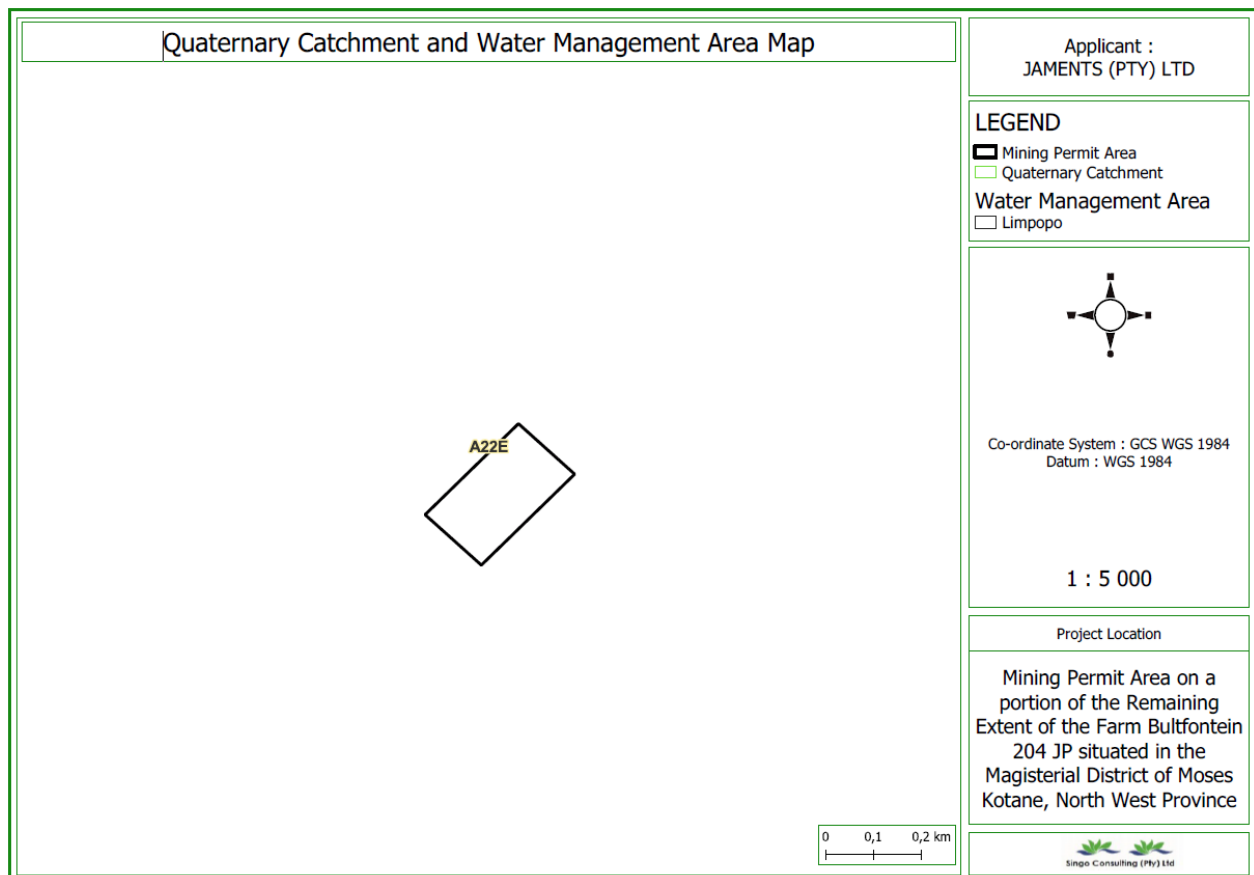 Quaternary Catchment and Water Management Area Map
A22E
0 0,1 0,2 km
Applicant :
JAMENTS (PTY) LTD
LEGEND
Mining Permit Area
Quaternary Catchment
Water Management Area
Limpopo
Co-ordinate System : GCS WGS 1984
Datum : WGS 1984
1 : 5 000
Project Location
Mining Permit Area on a
portion of the Remaining
Extent of the Farm Bultfontein
204 JP situated in the
Magisterial District of Moses
Kotane, North West Province
Singo Consulting (Pty) Ltd